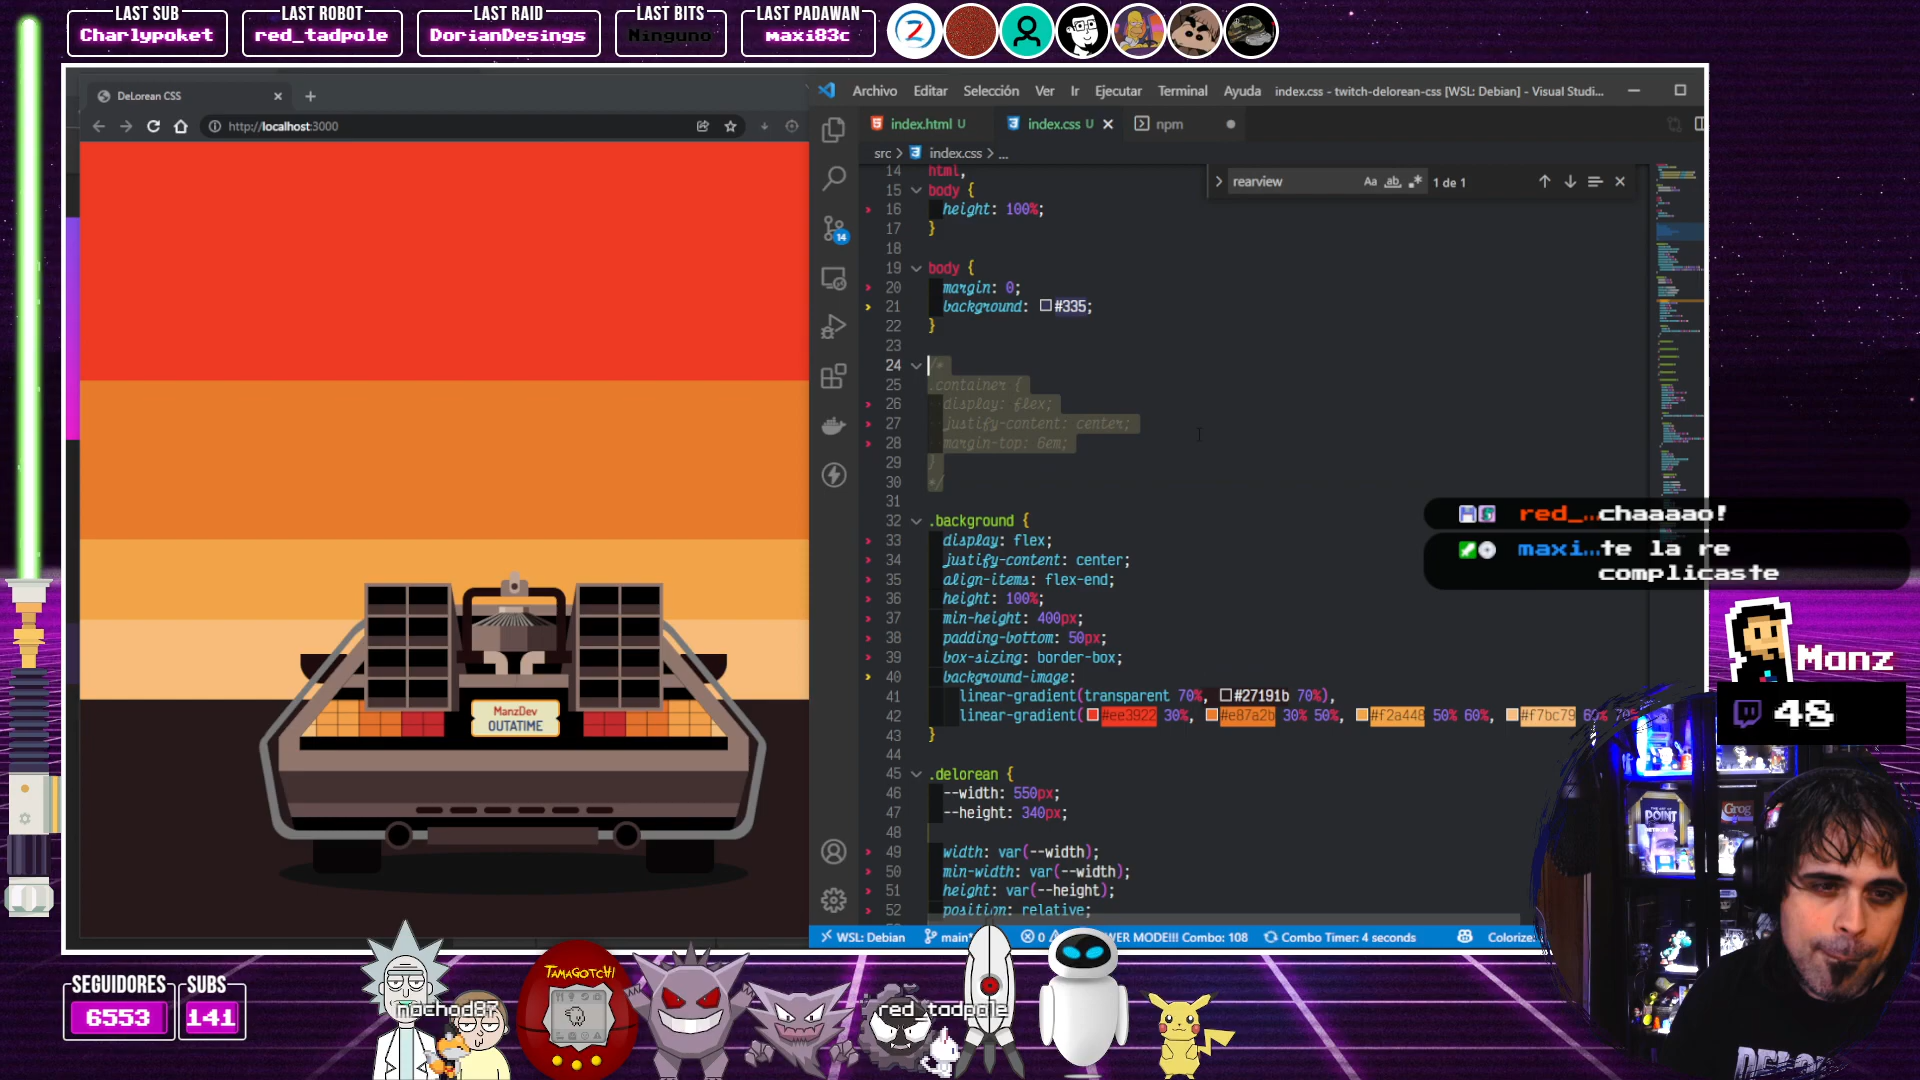 LAST SUB
Charlypoket
LAST ROBOT
red_tadpole
LAST RAID
DorianDesings
LAST BITS
Ninguno
LAST PADAWAN
maxi83c
DeLorean CSS
http://localhost:3000
ManzDev
OUTATIME
Archivo Editar Selección Ver Ir Ejecutar Terminal Ayuda index.css - twitch-delorean-css [WSL: Debian] - Visual Studi...
index.html U
index.css U
npm
src > index.css > ...
rearview
Aa ab 1 de 1
14
14 html,
15 body {
16 height: 100%;
17 }
18
19 body {
20 margin: 0;
21 background: #335;
22 }
23
24 /*
25 .container {
26 display: flex;
27 justify-content: center;
28 margin-top: 6em;
29 }
30 */
31
32 .background {
33 display: flex;
34 justify-content: center;
35 align-items: flex-end;
36 height: 100%;
37 min-height: 400px;
38 padding-bottom: 50px;
39 box-sizing: border-box;
40 background-image:
41 linear-gradient(transparent 70%, #27191b 70%),
42 linear-gradient(#ee3922 30%, #e87a2b 30% 50%, #f2a448 50% 60%, #f7bc79 60% 70%
43 }
44
45 .delorean {
46 --width: 550px;
47 --height: 340px;
48
49 width: var(--width);
50 min-width: var(--width);
51 height: var(--height);
52 position: relative;
WSL: Debian main* 0 WER MODE!!! Combo: 108 Combo Timer: 4 seconds Colorize:
red_...chaaaao!
maxi...te la re
complicaste
Manz
48
POINT
Grog
SEGUIDORES
6553
SUBS
141
nachod87
TAMAGOTCHI
red_tadpole